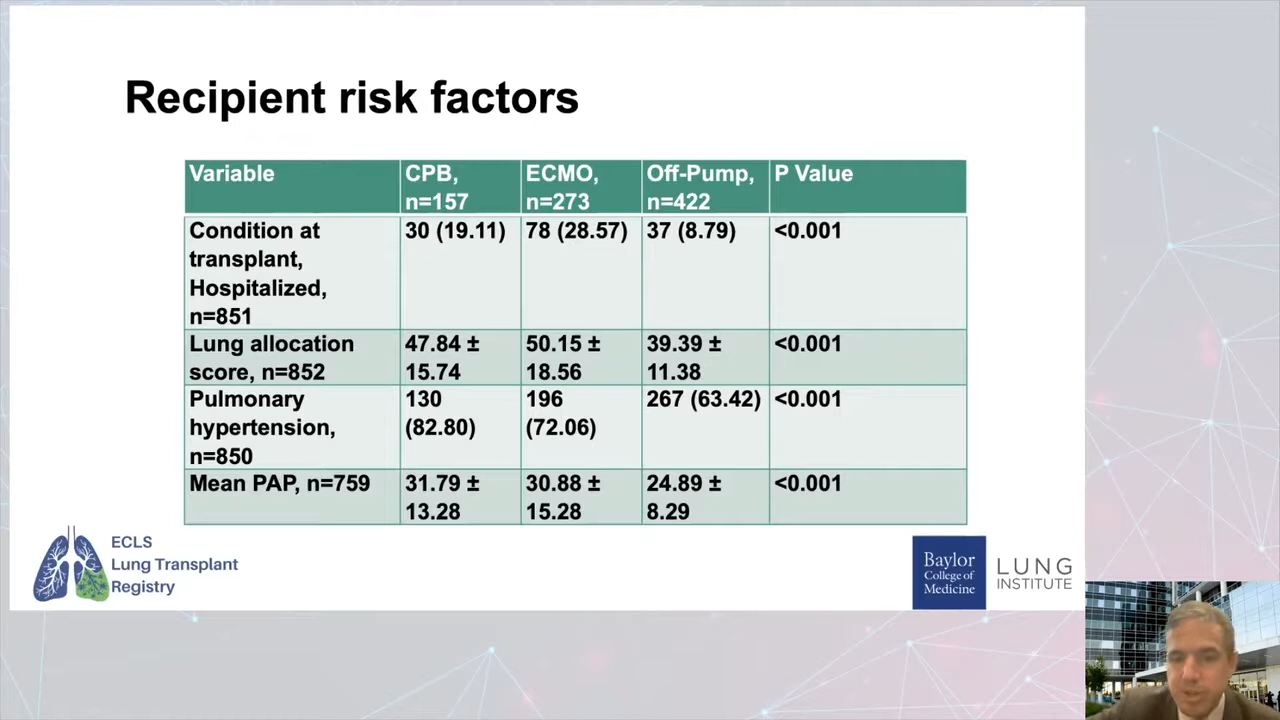 Recipient risk factors
Variable
CPB,
n=157
ECMO,
n=273
Off-Pump,
n=422
P Value
Condition at
transplant,
Hospitalized,
n=851
30 (19.11)
78 (28.57)
37 (8.79)
<0.001
Lung allocation
score, n=852
47.84 ±
15.74
50.15 ±
18.56
39.39 ±
11.38
<0.001
Pulmonary
hypertension,
n=850
130
(82.80)
196
(72.06)
267 (63.42)
<0.001
Mean PAP, n=759
31.79 ±
13.28
30.88 ±
15.28
24.89 ±
8.29
<0.001
ECLS
Lung Transplant
Registry
Baylor
College of
Medicine
LUNG
INSTITUTE